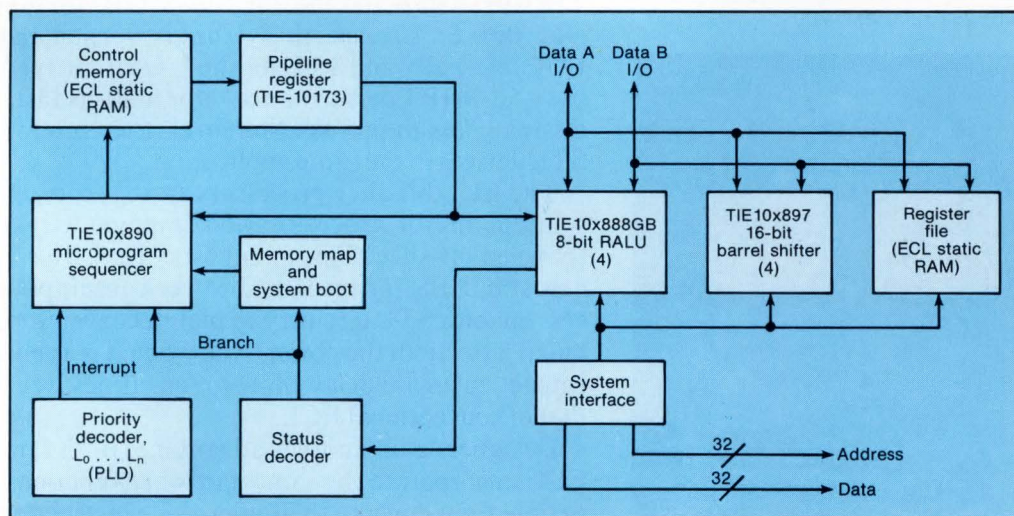 Control
memory
(ECL static
RAM)
Pipeline
register
(TIE-10173)
Data A
I/O
Data B
I/O
TIE10x890
microprogram
sequencer
Memory map
and
system boot
TIE10x888GB
8-bit RALU
(4)
TIE10x897
16-bit
barrel shifter
(4)
Register
file
(ECL static
RAM)
Branch
Interrupt
Priority
decoder,
L₀ . . . Lₙ
(PLD)
Status
decoder
System
interface
32
Address
32
Data